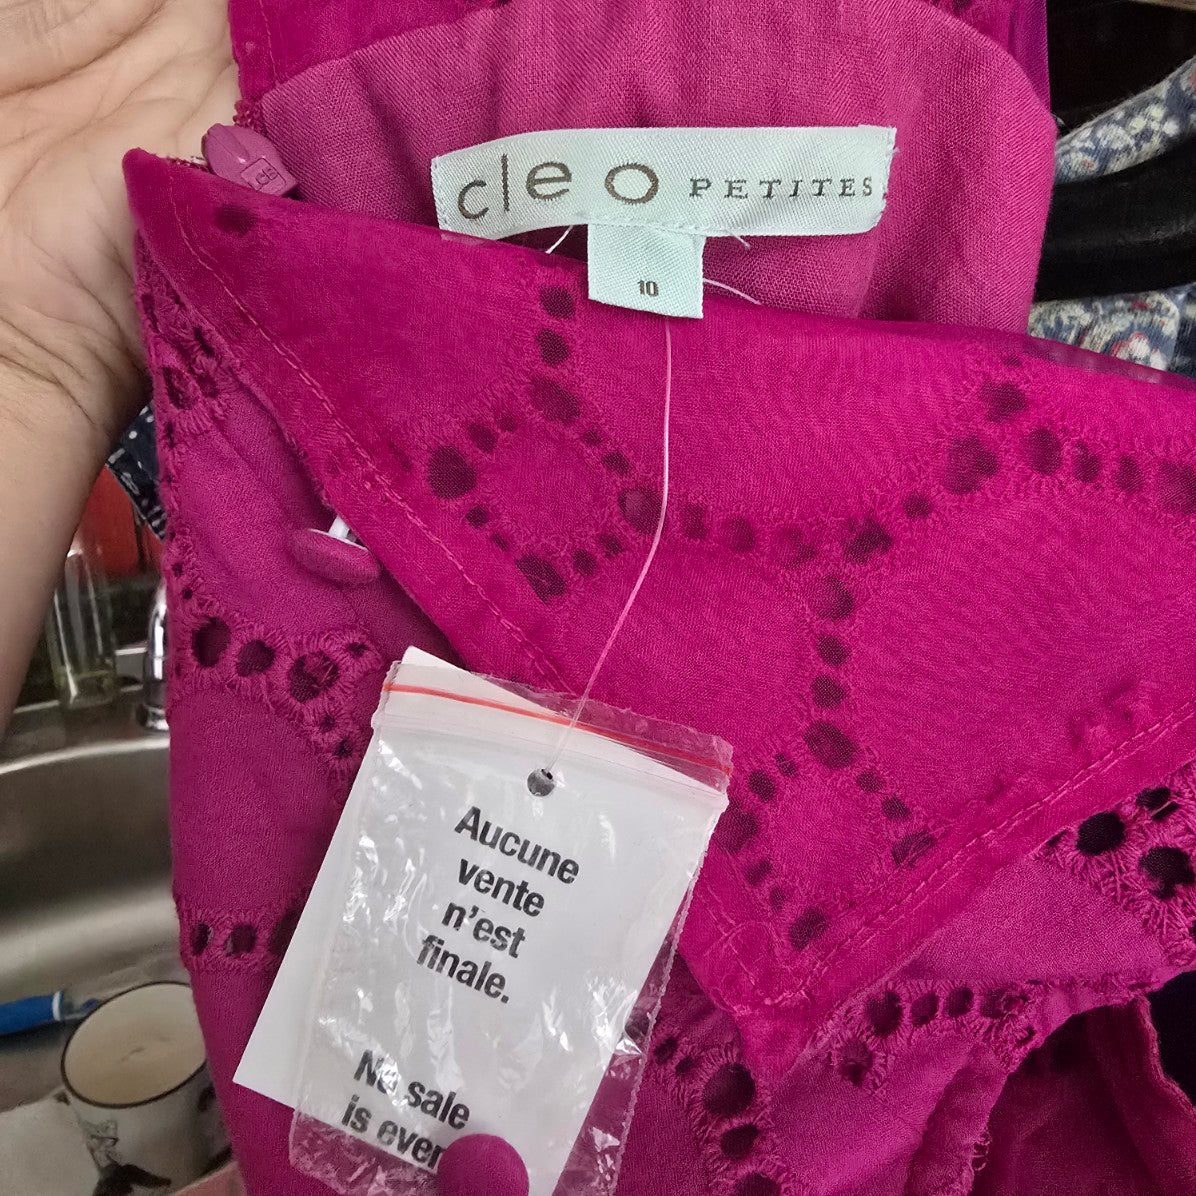 cleo PETITES
10
Aucune
vente
n'est
finale.
No sale
is ever